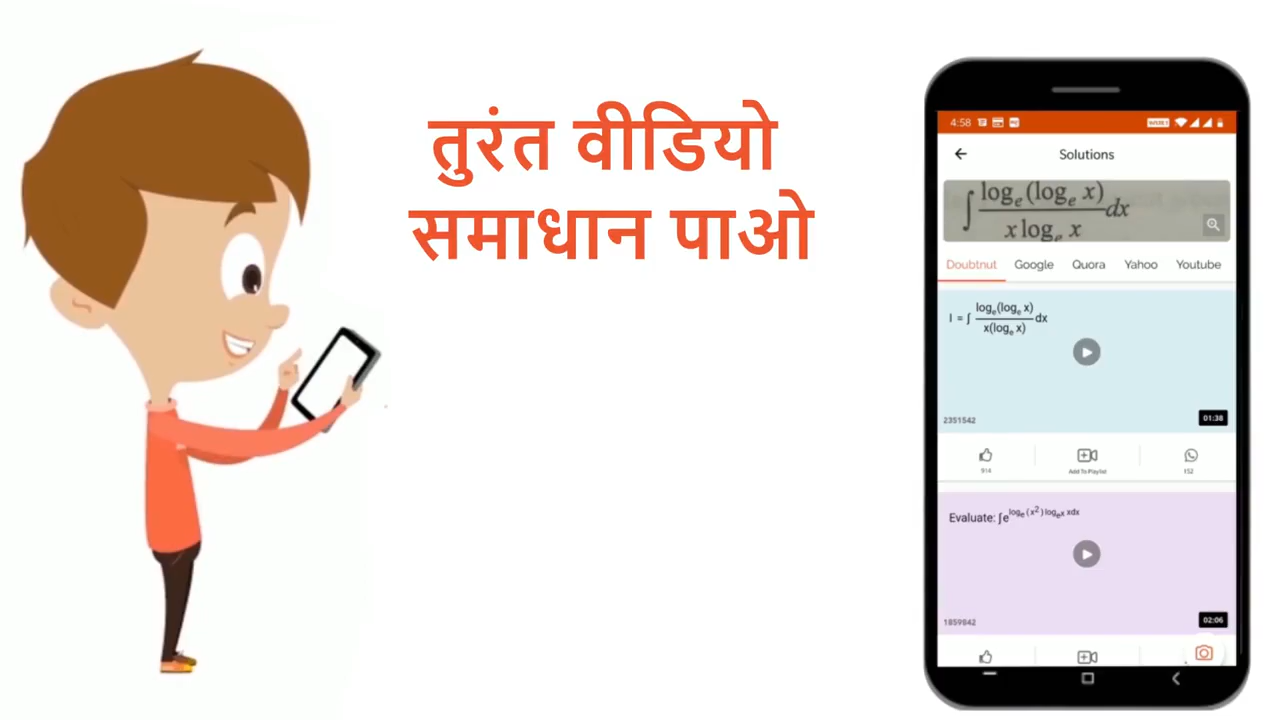 तुरंत वीडियो
समाधान पाओ
4:58
Solutions
∫ logₑ(logₑ x) / x logₑ x dx
Doubtnut Google Quora Yahoo Youtube
I = ∫ logₑ(logₑ x) / x(logₑ x) dx
2351542
01:38
914
Add To Playlist
152
Evaluate: ∫e^logₑ(x²) logₑx xdx
1859842
02:06